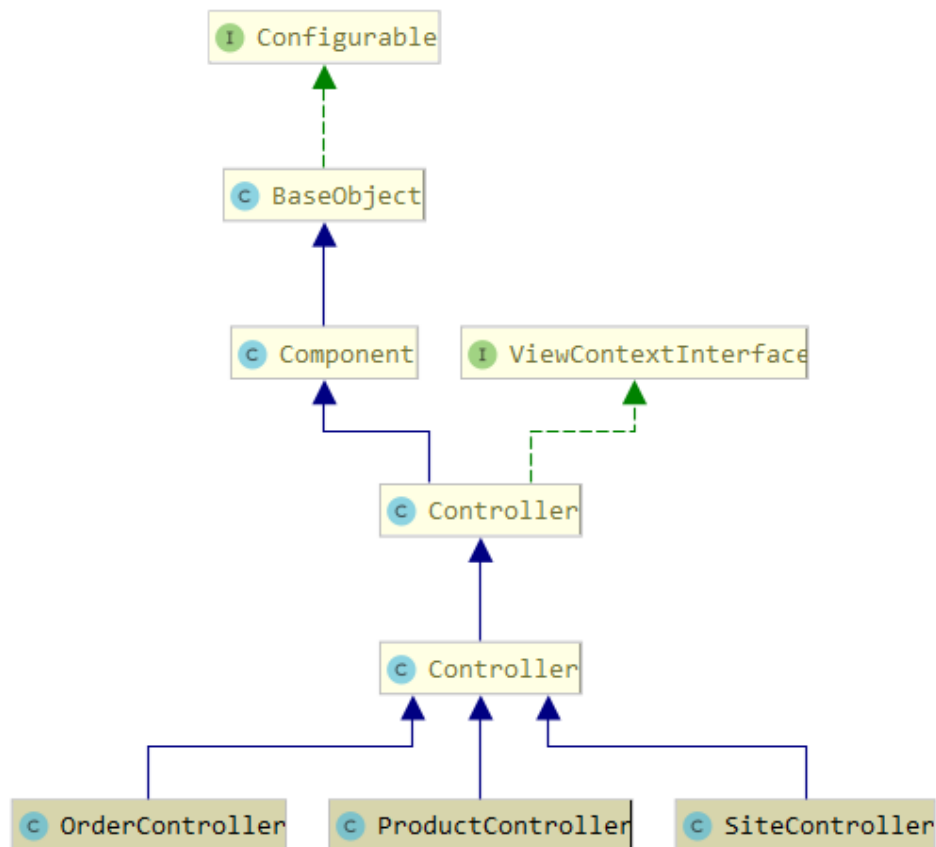 I Configurable
C BaseObject
C Component
I ViewContextInterface
C Controller
C Controller
C OrderController
C ProductController
C SiteController